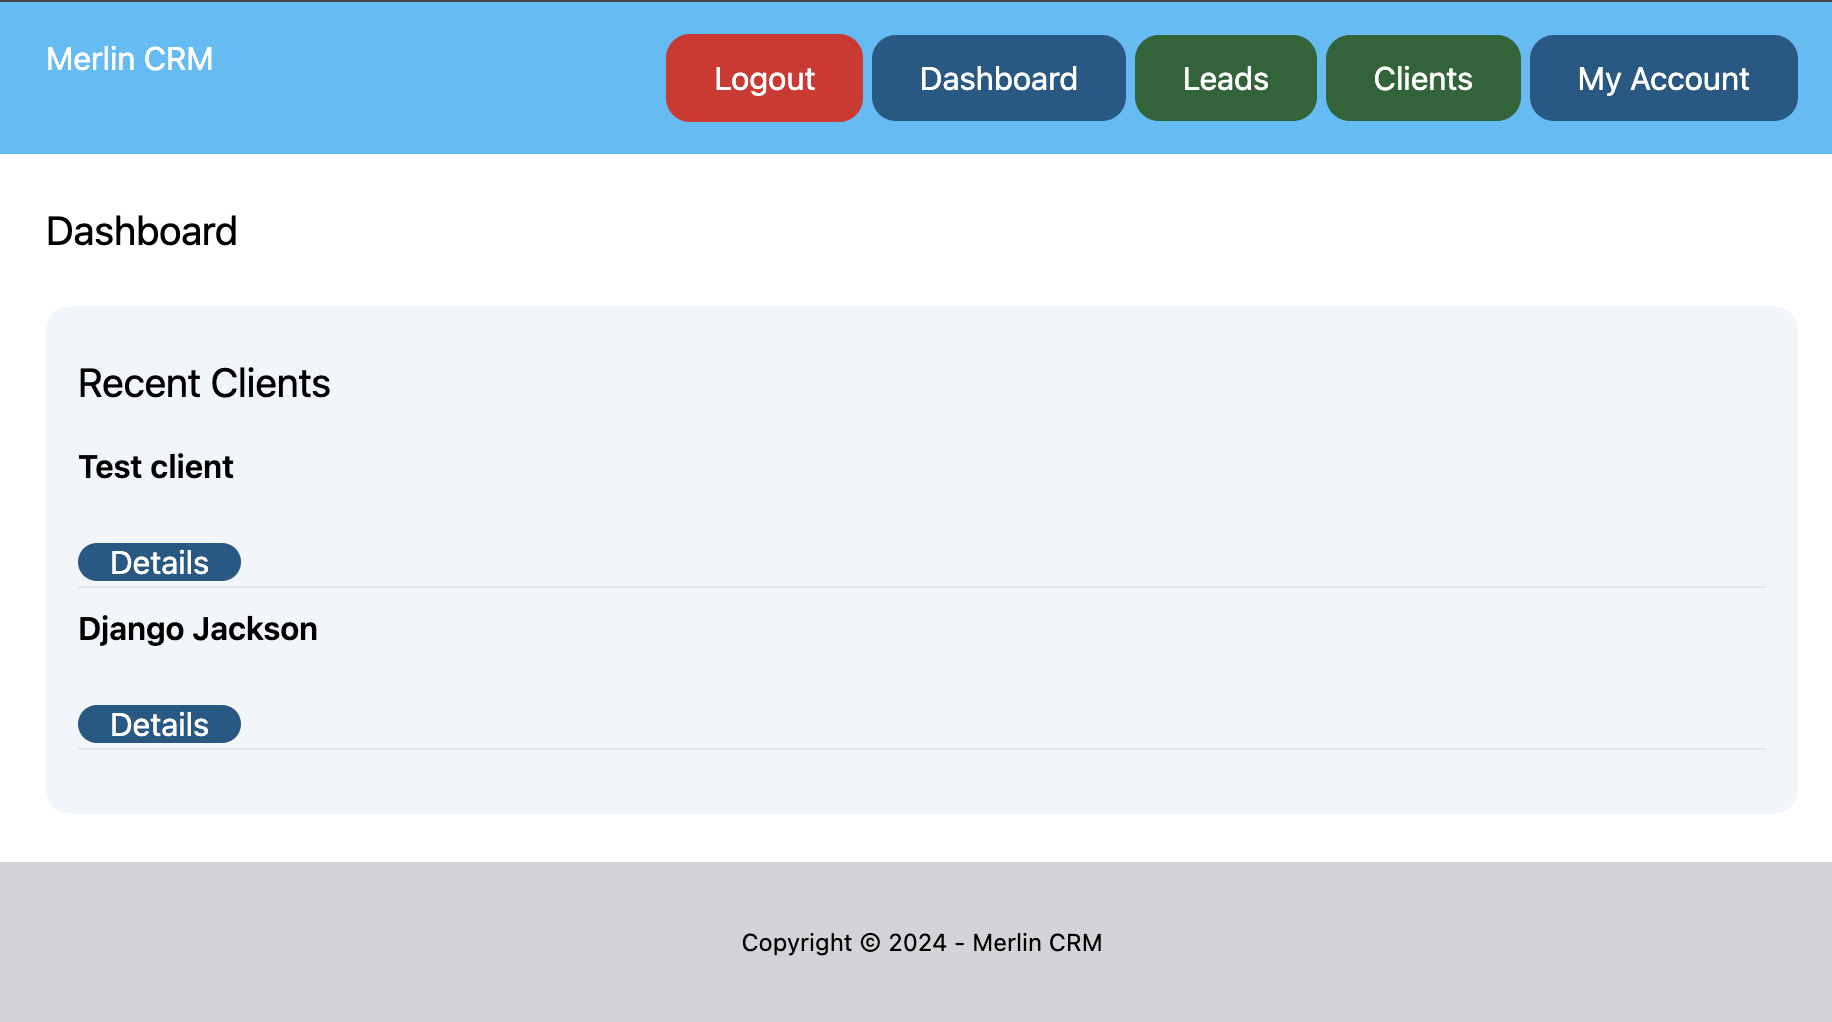 Merlin CRM
Logout Dashboard Leads Clients My Account
Dashboard
Recent Clients
Test client
Details
Django Jackson
Details
Copyright © 2024 - Merlin CRM